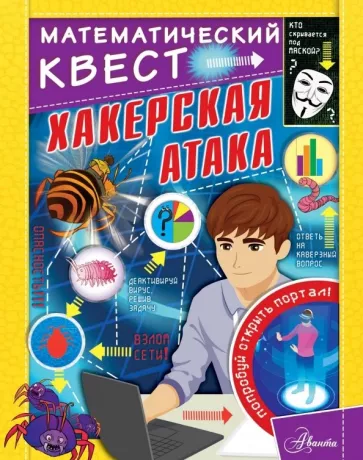 МАТЕМАТИЧЕСКИЙ
КВЕСТ
КТО
СКРЫВАЕТСЯ
ПОД
МАСКОЙ?
ХАКЕРСКАЯ
АТАКА
ОПАСНОСТЬ!!!
ОТВЕТЬ
НА
КАВЕРЗНЫЙ
ВОПРОС
ДЕАКТИВИРУЙ
ВИРУС,
РЕШИВ
ЗАДАЧУ
ВЗЛОМ
СЕТИ!
ПОПРОБУЙ ОТКРЫТЬ ПОРТАЛ!
Аванта